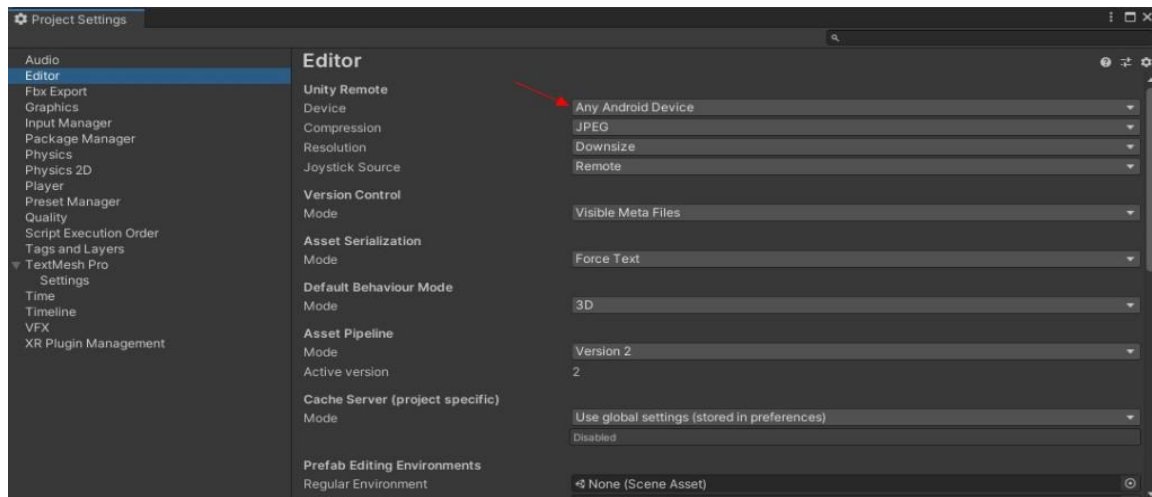 Project Settings
Audio
Editor
Fbx Export
Graphics
Input Manager
Package Manager
Physics
Physics 2D
Player
Preset Manager
Quality
Script Execution Order
Tags and Layers
TextMesh Pro
Settings
Time
Timeline
VFX
XR Plugin Management
Editor
Unity Remote
Device Any Android Device
Compression JPEG
Resolution Downsize
Joystick Source Remote
Version Control
Mode Visible Meta Files
Asset Serialization
Mode Force Text
Default Behaviour Mode
Mode 3D
Asset Pipeline
Mode Version 2
Active version 2
Cache Server (project specific)
Mode Use global settings (stored in preferences)
Disabled
Prefab Editing Environments
Regular Environment None (Scene Asset)